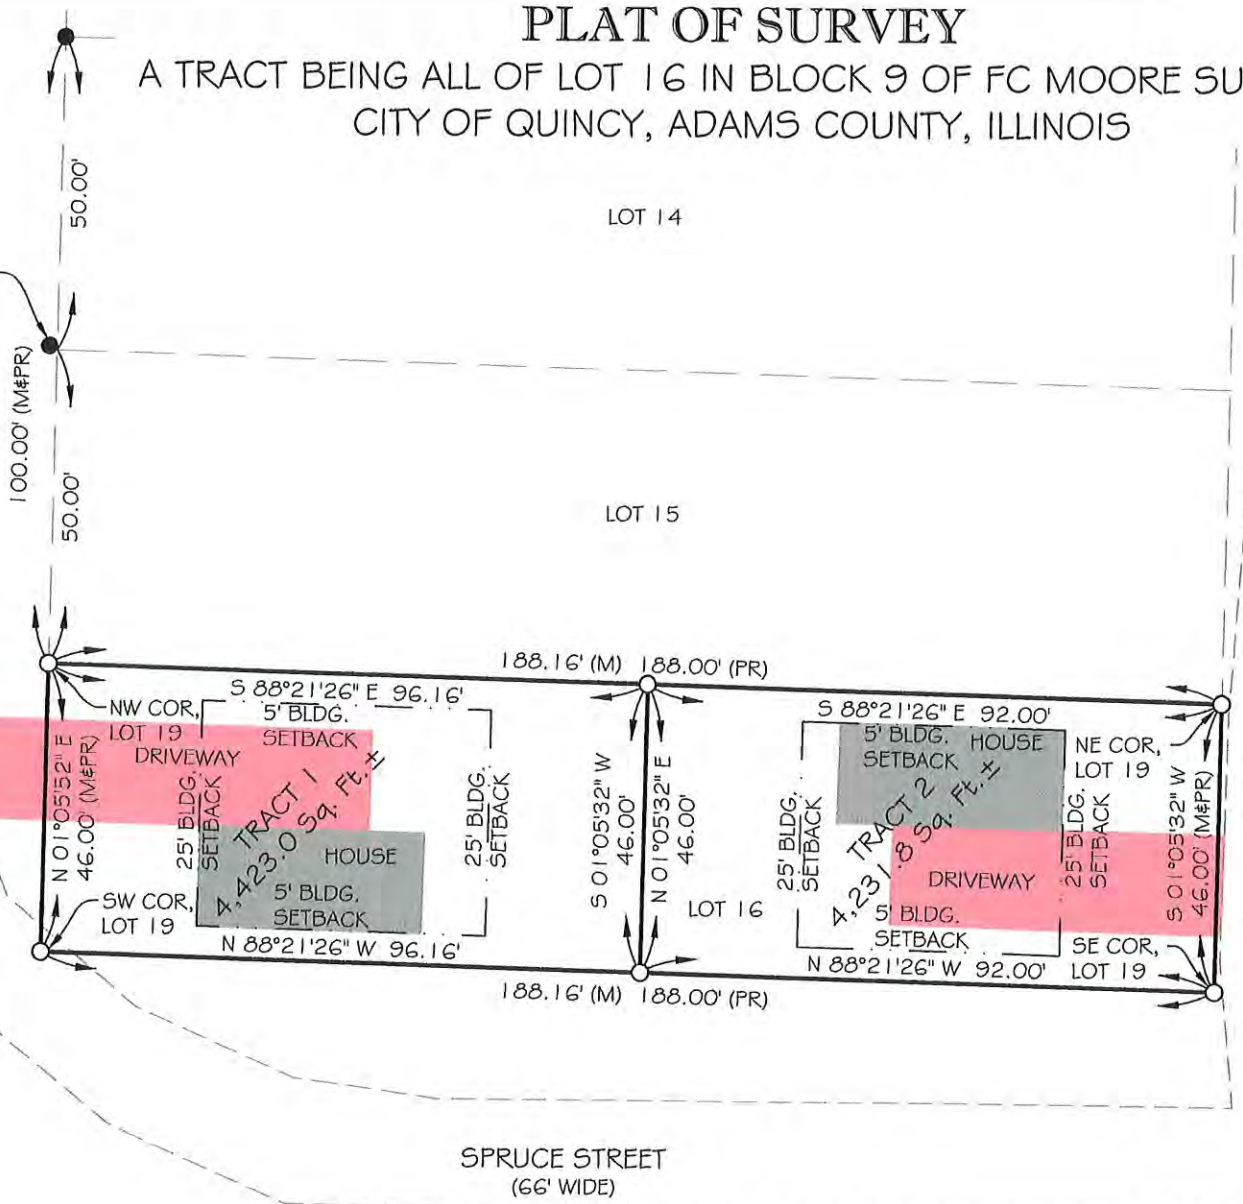 PLAT OF SURVEY
A TRACT BEING ALL OF LOT 16 IN BLOCK 9 OF FC MOORE SU
CITY OF QUINCY, ADAMS COUNTY, ILLINOIS
50.00'
LOT 14
100.00' (M&PR)
50.00'
LOT 15
188.16' (M) 188.00' (PR)
S 88°21'26" E 96.16'
S 88°21'26" E 92.00'
NW COR,
LOT 19
5' BLDG.
SETBACK
DRIVEWAY
N 01°05'52" E
46.00' (M&PR)
25' BLDG.
SETBACK
TRACT 1
4,423.0 Sq. Ft. ±
HOUSE
5' BLDG.
SETBACK
25' BLDG.
SETBACK
SW COR,
LOT 19
N 88°21'26" W 96.16'
S 01°05'32" W
46.00'
N 01°05'32" E
46.00'
LOT 16
5' BLDG.
SETBACK
HOUSE
NE COR,
LOT 19
25' BLDG.
SETBACK
TRACT 2
4,231.8 Sq. Ft. ±
25' BLDG.
SETBACK
S 01°05'32" W
46.00' (M&PR)
DRIVEWAY
5' BLDG.
SETBACK
SE COR,
LOT 19
N 88°21'26" W 92.00'
188.16' (M) 188.00' (PR)
SPRUCE STREET
(66' WIDE)